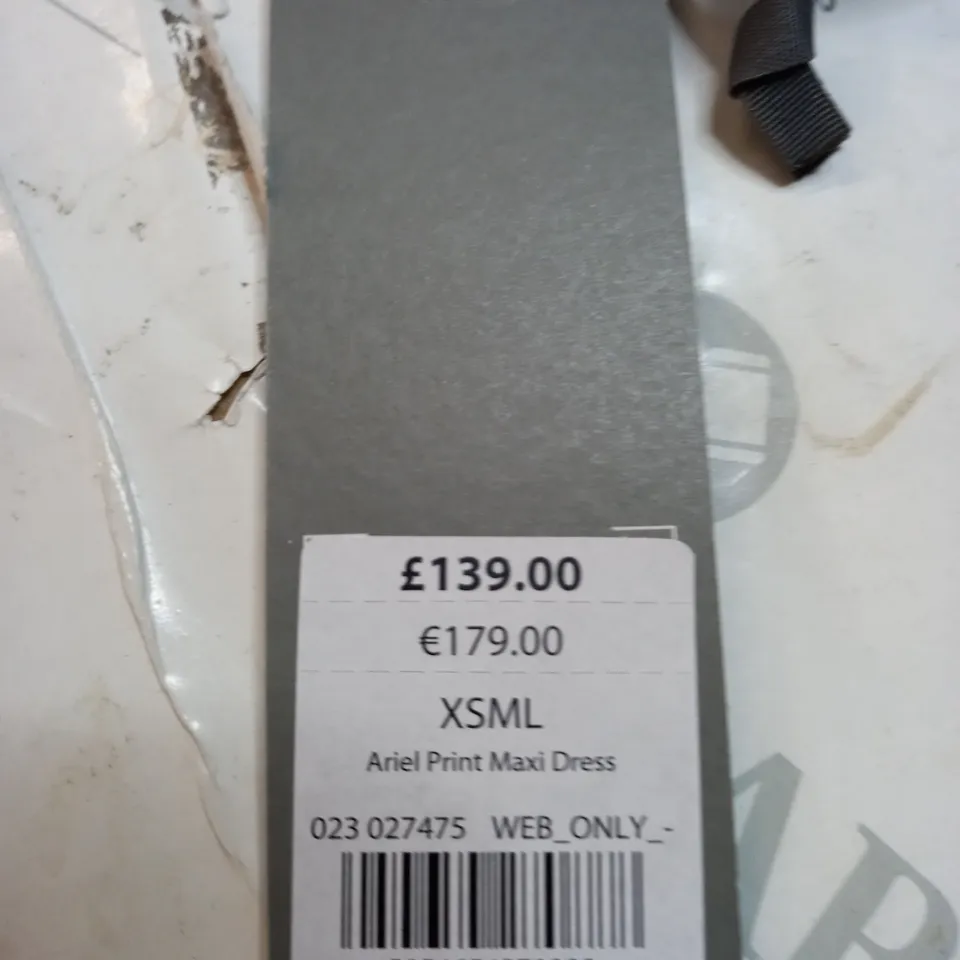 £139.00
€179.00
XSML
Ariel Print Maxi Dress
023 027475 WEB_ONLY_-